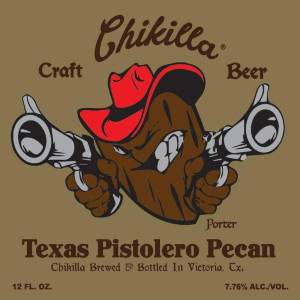 Chikilla®
Craft Beer
Porter
Texas Pistolero Pecan
Chikilla Brewed & Bottled In Victoria, Tx.
12 FL. OZ. 7.76% ALC./VOL.